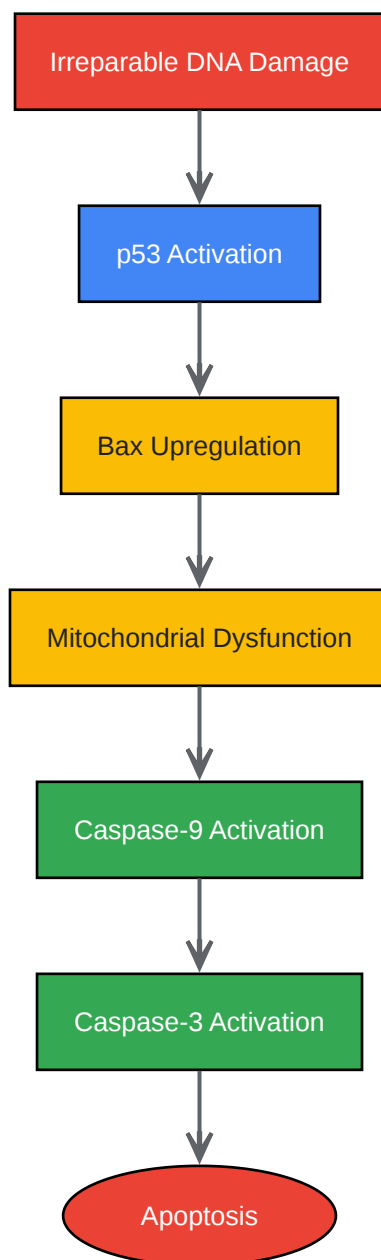 Irreparable DNA Damage
p53 Activation
Bax Upregulation
Mitochondrial Dysfunction
Caspase-9 Activation
Caspase-3 Activation
Apoptosis